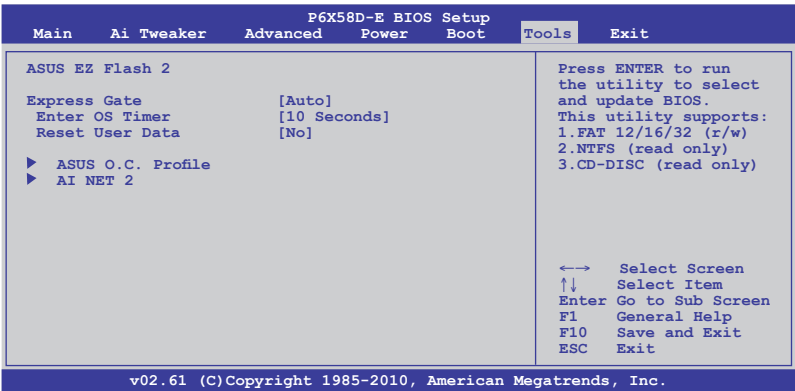 P6X58D-E BIOS Setup
Main Ai Tweaker Advanced Power Boot Tools Exit
ASUS EZ Flash 2
Express Gate [Auto]
Enter OS Timer [10 Seconds]
Reset User Data [No]
▶ ASUS O.C. Profile
▶ AI NET 2
Press ENTER to run
the utility to select
and update BIOS.
This utility supports:
1.FAT 12/16/32 (r/w)
2.NTFS (read only)
3.CD-DISC (read only)
←→ Select Screen
↑↓ Select Item
Enter Go to Sub Screen
F1 General Help
F10 Save and Exit
ESC Exit
v02.61 (C)Copyright 1985-2010, American Megatrends, Inc.